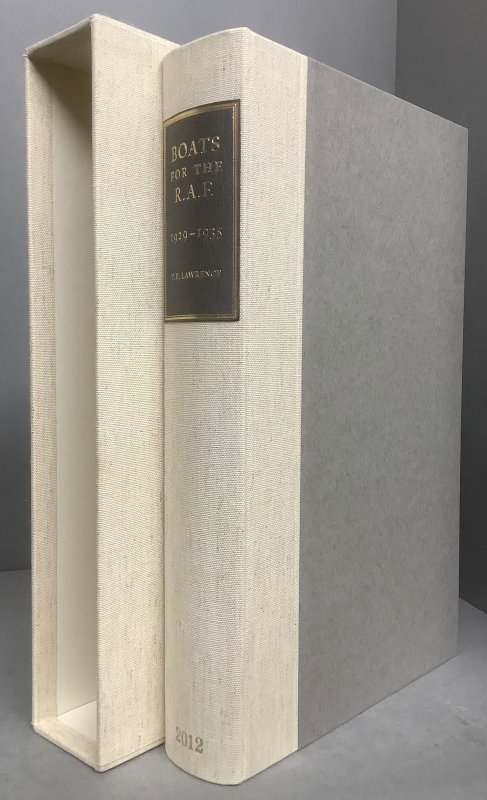 BOATS
FOR THE
R.A.F.
1929–1935
T.E. LAWRENCE
2012